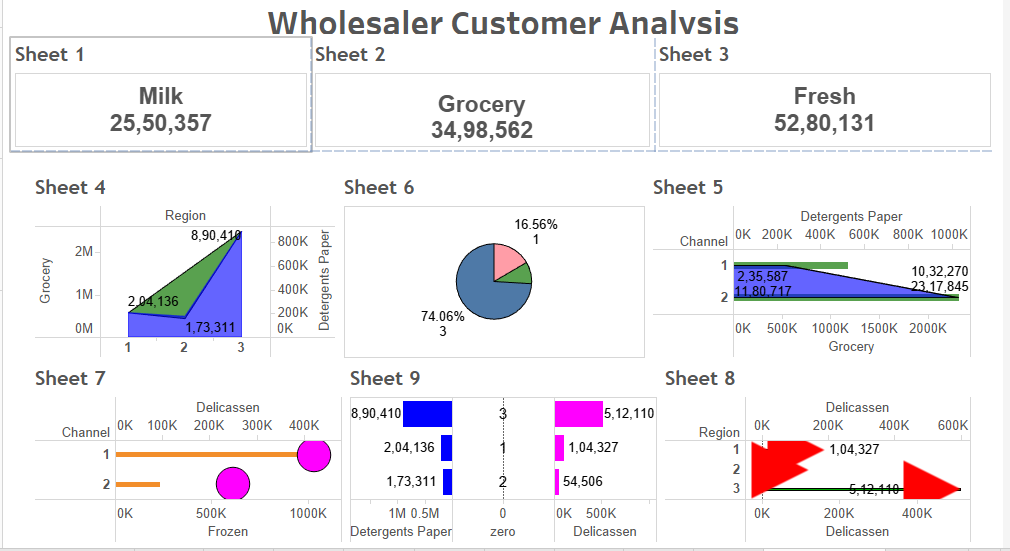 Wholesaler Customer Analysis
Sheet 1
Milk
25,50,357
Sheet 2
Grocery
34,98,562
Sheet 3
Fresh
52,80,131
Sheet 4
Region
Grocery
2M
1M
0M
8,90,410
2,04,136
1,73,311
800K
600K
400K
200K
0K
Detergents Paper
1 2 3
Sheet 6
16.56%
1
74.06%
3
Sheet 5
Detergents Paper
Channel
0K 200K 400K 600K 800K 1000K
1
2,35,587
10,32,270
2
11,80,717
23,17,845
0K 500K 1000K 1500K 2000K
Grocery
Sheet 7
Delicassen
Channel
0K 100K 200K 300K 400K
1
2
0K 500K 1000K
Frozen
Sheet 9
8,90,410 3 5,12,110
2,04,136 1 1,04,327
1,73,311 2 54,506
1M 0.5M 0 0K 500K
Detergents Paper zero Delicassen
Sheet 8
Delicassen
Region
0K 200K 400K 600K
1 1,04,327
2
3 5,12,110
0K 200K 400K
Delicassen